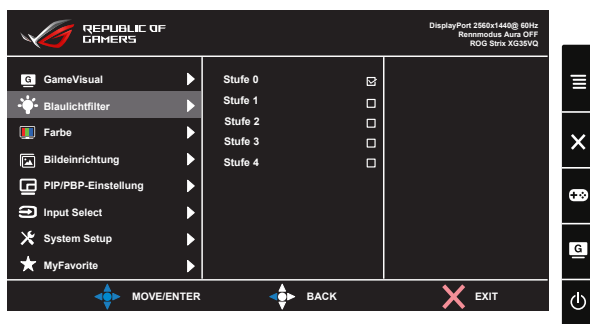 REPUBLIC OF
GAMERS
DisplayPort 2560x1440@ 60Hz
Rennmodus Aura OFF
ROG Strix XG35VQ
G GameVisual
Blaulichtfilter
Farbe
Bildeinrichtung
PIP/PBP-Einstellung
Input Select
System Setup
MyFavorite
Stufe 0
Stufe 1
Stufe 2
Stufe 3
Stufe 4
MOVE/ENTER
BACK
EXIT
G